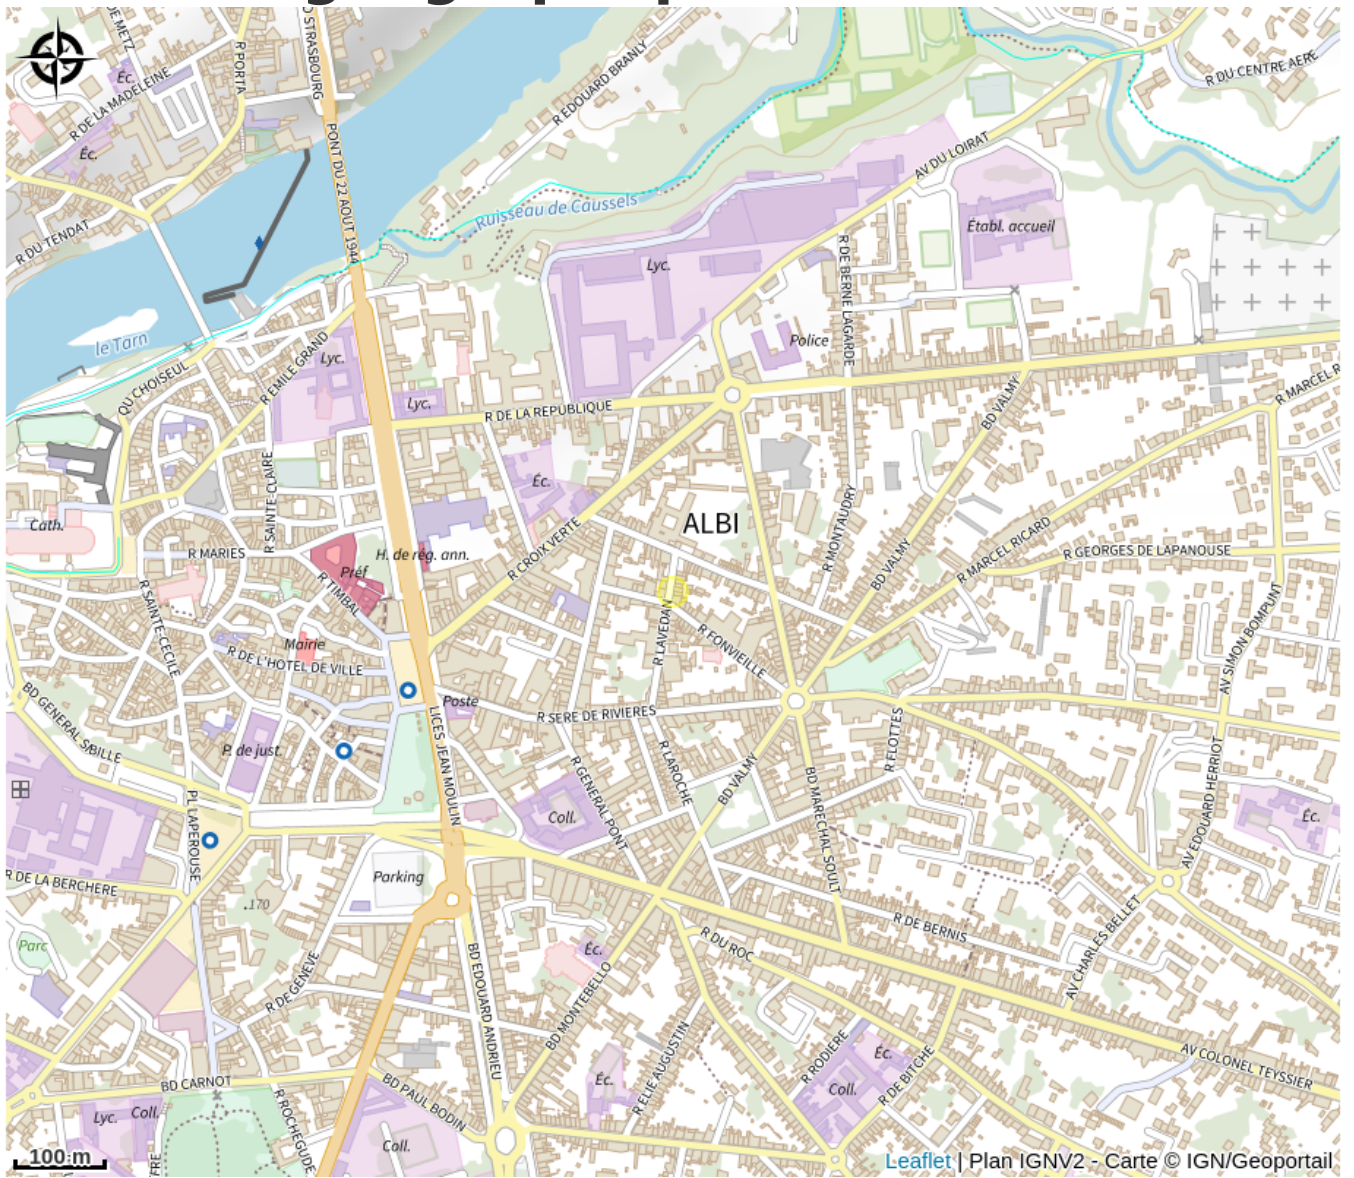 R DE METZ
R PORTA
D STRASBOURG
Éc.
R DE LA MADELEINE
R EDOUARD BRANLY
R DU CENTRE AERE
Éc.
PONT DU 22 AOUT 1944
AV DU LOIRAT
Ruisseau de Caussels
R DU TENDAT
Établ. accueil
Lyc.
R DE BERNE LAGARDE
le Tarn
Lyc.
Police
R EMILE GRAND
QU CHOISEUL
Lyc.
R DE LA REPUBLIQUE
BD VALMY
R MARCEL R
R SAINTE-CLAIRE
Éc.
Cath.
ALBI
R MONTAUDRY
R MARIES
H. de rég. ann.
R CROIX VERTE
R MARCEL RICARD
R GEORGES DE LAPANOUSE
Préf
BD VALMY
R TIMBAL
R SAINTE-CECILE
Mairie
R DE L'HOTEL DE VILLE
R LAVEDAN
R FONVIEILLE
AV SIMON BOMPUNT
BD GENERAL SIBILLE
Poste
R SERE DE RIVIERES
LICES JEAN MOULIN
R FLOTTES
P. de just.
R GENERAL PONT
R LAROCHE
BD VALMY
BD MARECHAL SOULT
AV EDOUARD HERRIOT
PL LAPEROUSE
Coll.
Éc.
R DE LA BERCHERE
Parking
.170
R DE BERNIS
AV CHARLES BELLET
Parc
R DU ROC
Éc.
R DE GENEVE
BD EDOUARD ANDRIEU
BD MONTEBELLO
R ELIE AUGUSTIN
R RODIERE
Éc.
R DE BITCHE
AV COLONEL TEYSSIER
BD CARNOT
BD PAUL BODIN
Éc.
Coll.
Lyc.
Coll.
R ROCHEGUDE
Coll.
100 m
FRE
Leaflet | Plan IGNV2 - Carte © IGN/Geoportail